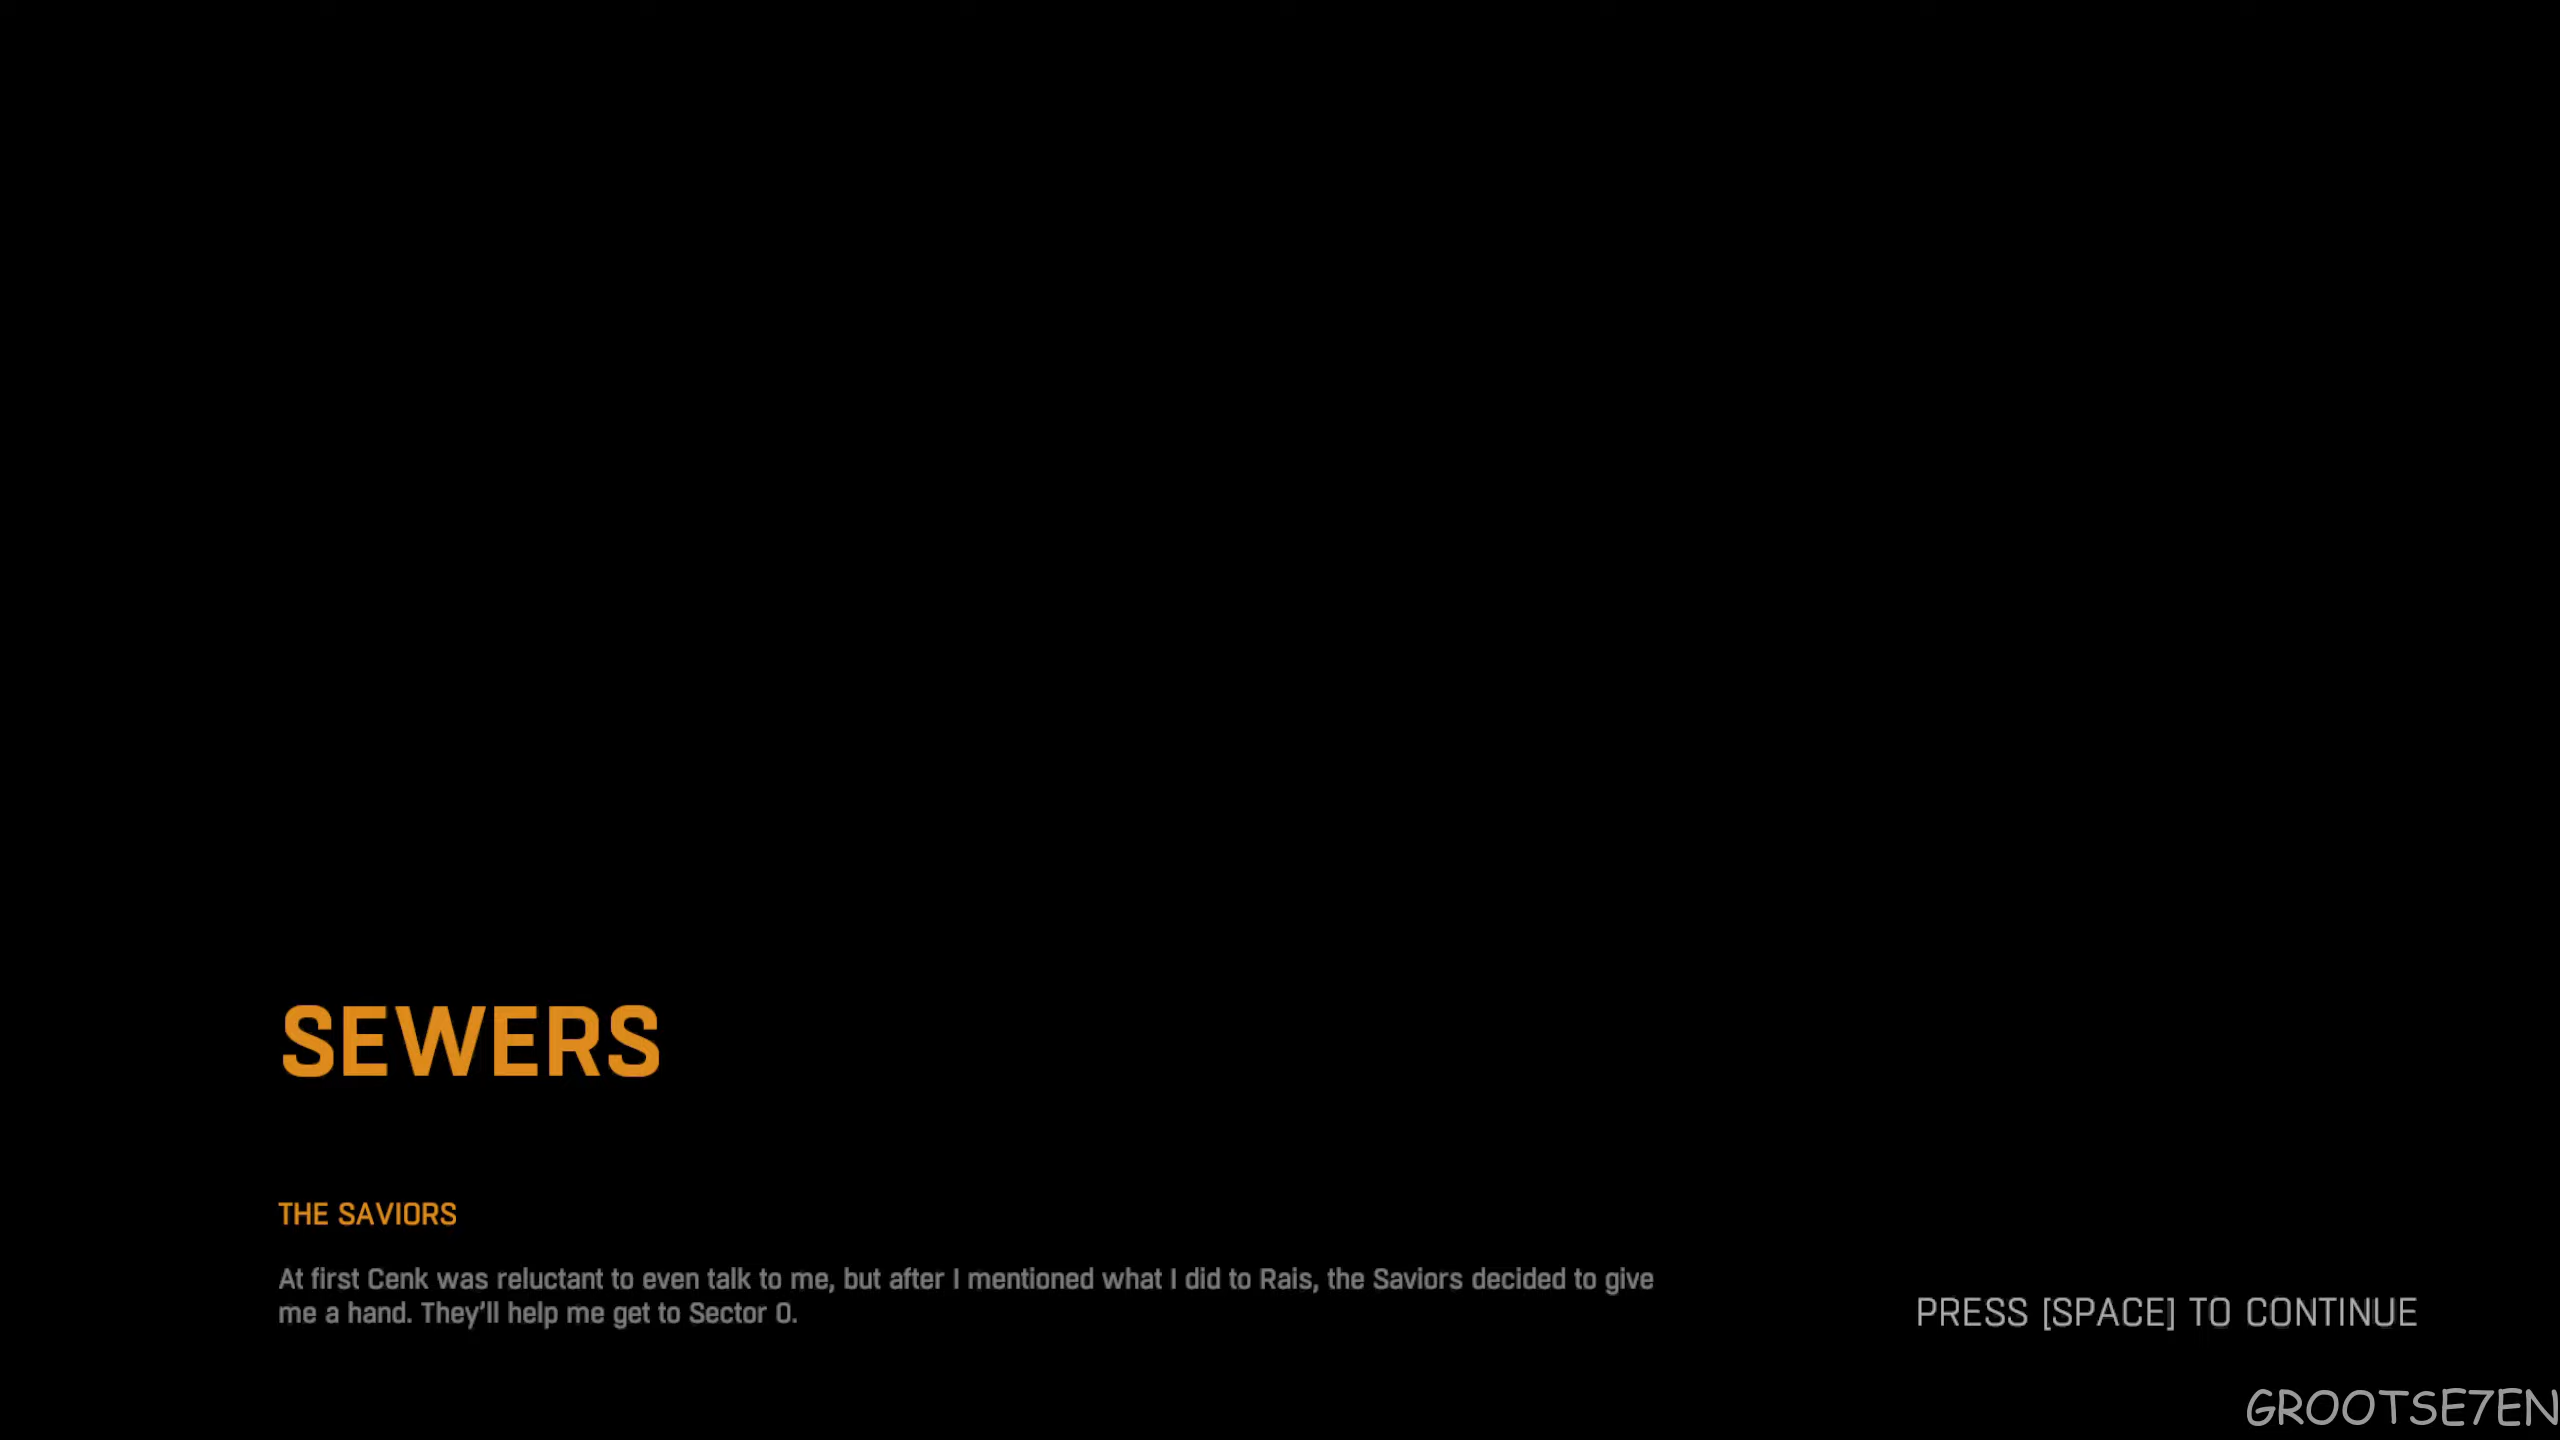 SEWERS
THE SAVIORS
At first Cenk was reluctant to even talk to me, but after I mentioned what I did to Rais, the Saviors decided to give
me a hand. They’ll help me get to Sector 0.
PRESS [SPACE] TO CONTINUE
GROOTSE7EN